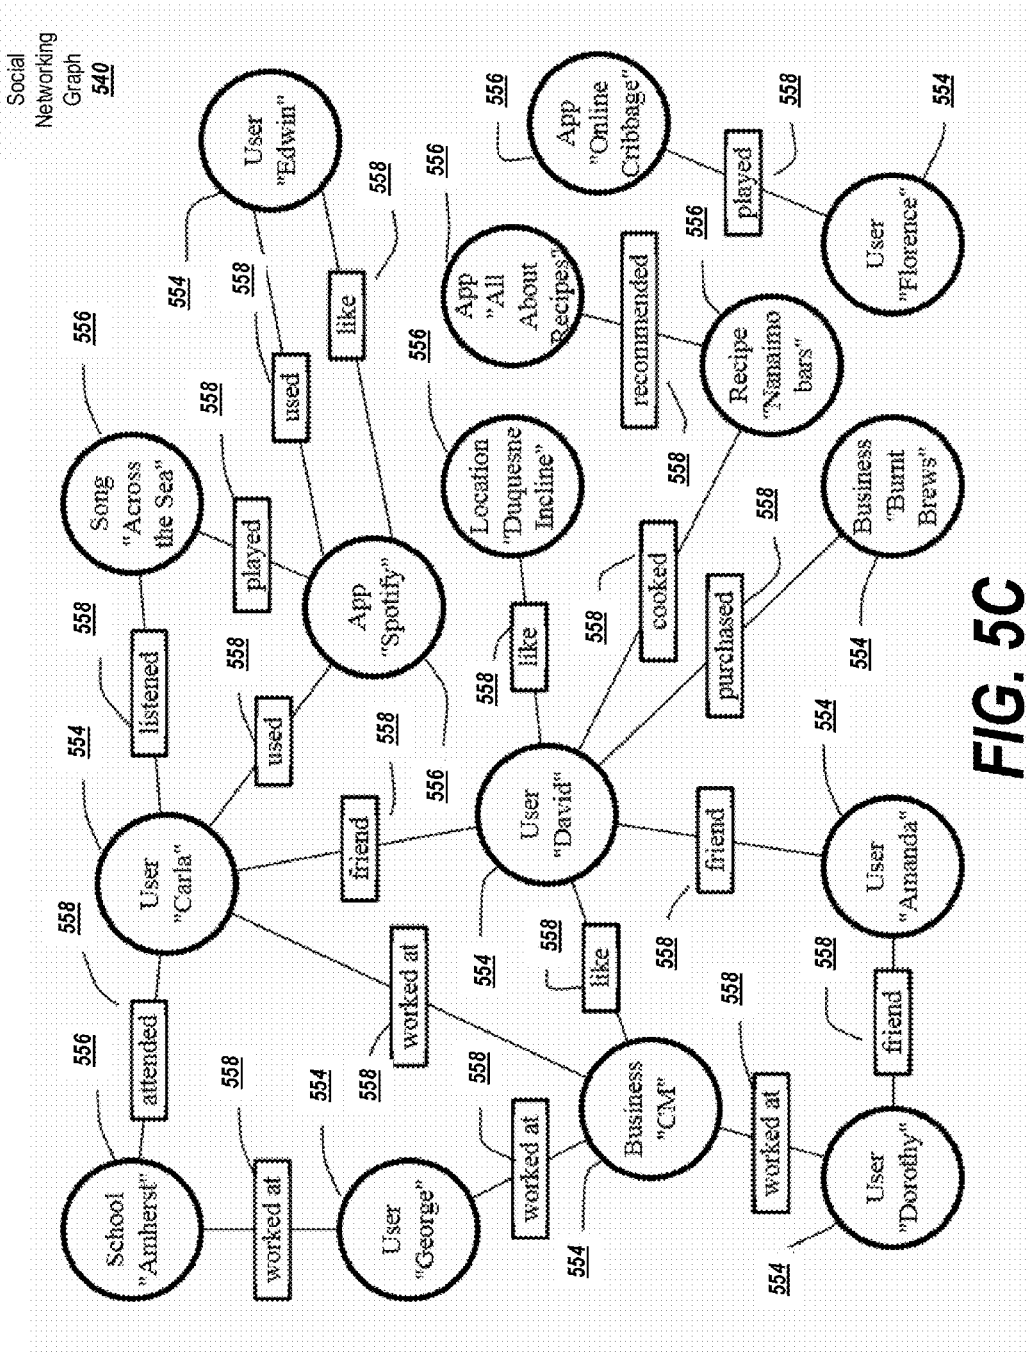 Social
Networking
Graph
540
School
"Amherst"
556
attended
558
User
"Carla"
554
listened
558
Song
"Across
the Sea"
556
worked at
558
User
"George"
554
worked at
558
worked at
558
used
558
played
558
App
"Spotify"
556
used
558
like
558
User
"Edwin"
554
friend
558
Business
"CM"
554
like
558
User
"David"
554
like
558
Location
"Duquesne
Incline"
556
App
"All
About
Recipes"
556
App
"Online
Cribbage"
556
worked at
558
friend
558
cooked
558
recommended
558
played
558
purchased
558
Recipe
"Nanaimo
bars"
556
User
"Dorothy"
554
friend
558
User
"Amanda"
554
Business
"Burnt
Brews"
554
User
"Florence"
554
FIG. 5C